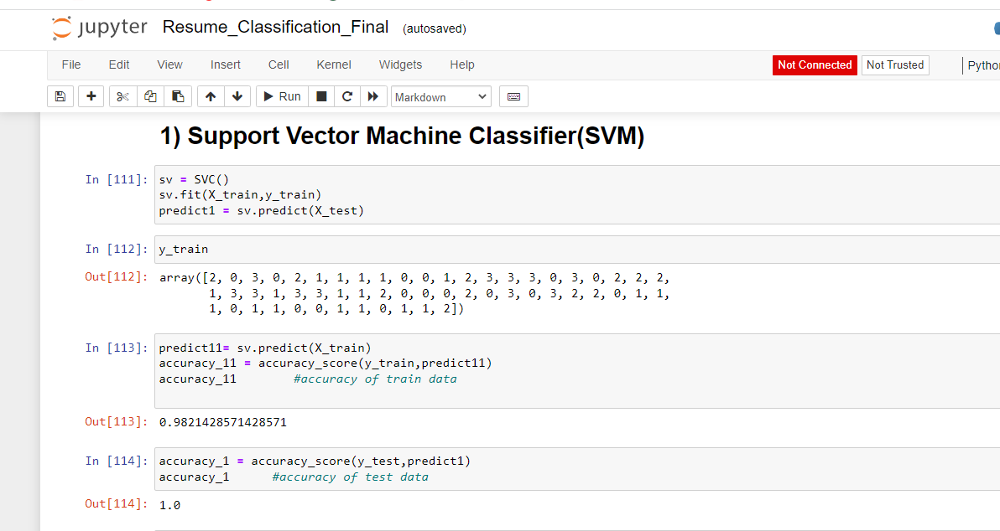 jupyter Resume_Classification_Final (autosaved)
File Edit View Insert Cell Kernel Widgets Help Not Connected Not Trusted
Run Markdown
1) Support Vector Machine Classifier(SVM)
In [111]: sv = SVC()
sv.fit(X_train,y_train)
predict1 = sv.predict(X_test)
In [112]: y_train
Out[112]: array([2, 0, 3, 0, 2, 1, 1, 1, 1, 0, 0, 1, 2, 3, 3, 3, 0, 3, 0, 2, 2, 2,
1, 3, 3, 1, 3, 3, 1, 1, 2, 0, 0, 0, 2, 0, 3, 0, 3, 2, 2, 0, 1, 1,
1, 0, 1, 1, 0, 0, 1, 1, 0, 1, 1, 2])
In [113]: predict11= sv.predict(X_train)
accuracy_11 = accuracy_score(y_train,predict11)
accuracy_11 #accuracy of train data
Out[113]: 0.9821428571428571
In [114]: accuracy_1 = accuracy_score(y_test,predict1)
accuracy_1 #accuracy of test data
Out[114]: 1.0